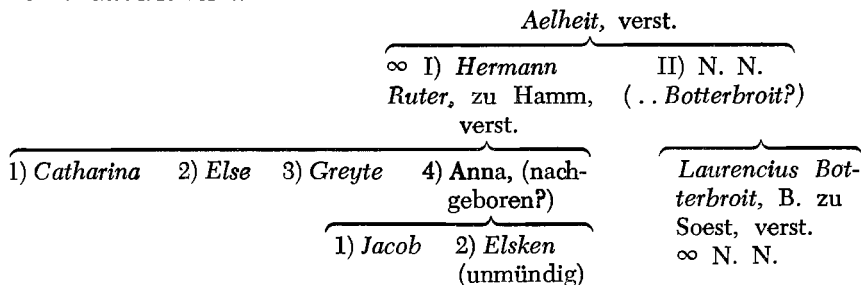 Aelheit, verst.
∞ I) Hermann II) N. N.
Ruter, zu Hamm, (. . Botterbroit?)
verst.
1) Catharina 2) Else 3) Greyte 4) Anna, (nach- Laurencius Bot-
geboren?) terbroit, B. zu
Soest, verst.
1) Jacob 2) Elsken ∞ N. N.
(unmündig)